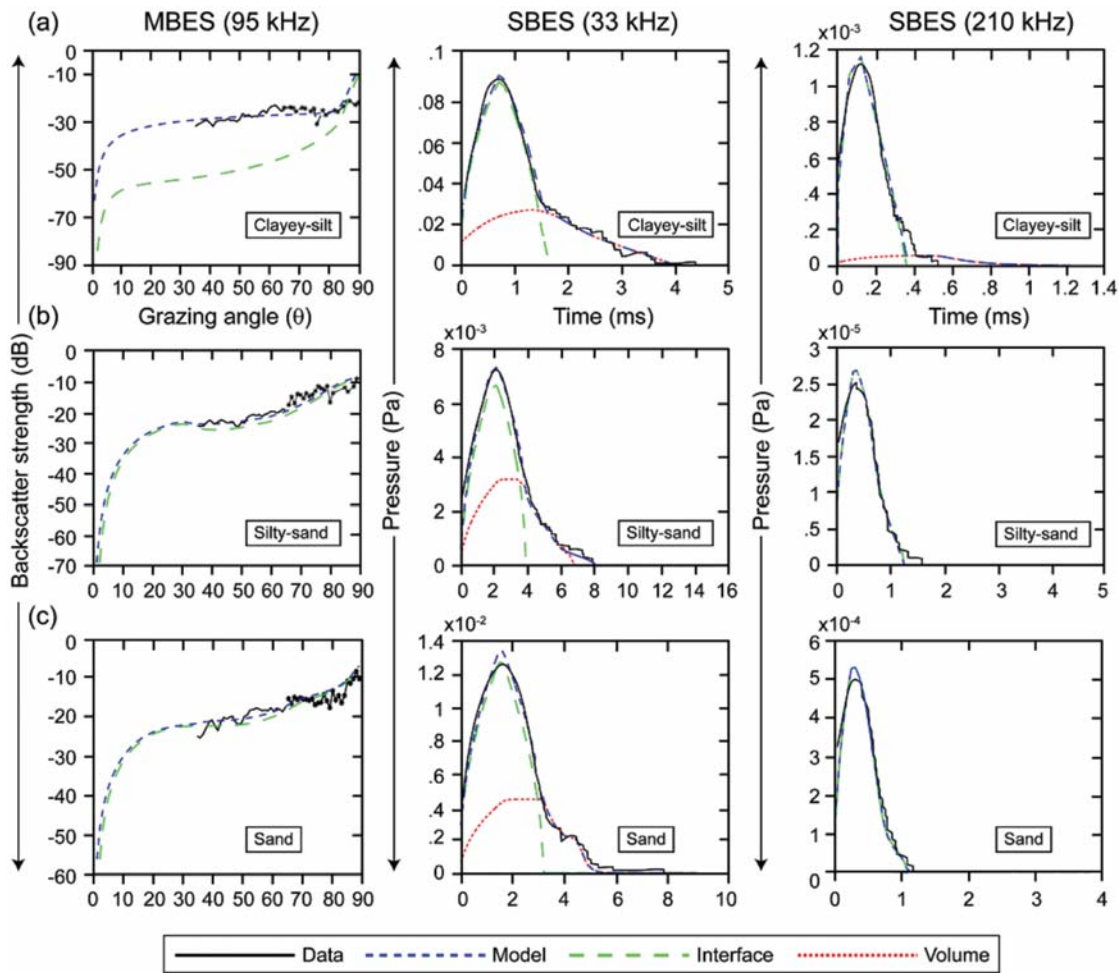 (a) MBES (95 kHz) SBES (33 kHz) SBES (210 kHz)
x10⁻³
0 -10 -30 -50 -70 -90
0.1 .08 .06 .04 .02 0
1.2 1 .8 .6 .4 .2 0
Clayey-silt Clayey-silt Clayey-silt
0 10 20 30 40 50 60 70 80 90
0 1 2 3 4 5
0 .2 .4 .6 .8 1 1.2 1.4
(b) Grazing angle (θ) Time (ms) Time (ms)
x10⁻³ x10⁻⁵
Backscatter strength (dB)
Pressure (Pa)
Pressure (Pa)
0 -10 -20 -30 -40 -50 -60 -70
8 6 4 2 0
3 2.5 2 1.5 1 .5 0
Silty-sand Silty-sand Silty-sand
0 10 20 30 40 50 60 70 80 90
0 2 4 6 8 10 12 14 16
0 1 2 3 4 5
(c)
x10⁻² x10⁻⁴
0 -10 -20 -30 -40 -50 -60
1.4 1.2 1 .8 .6 .4 .2 0
6 5 4 3 2 1 0
Sand Sand Sand
0 10 20 30 40 50 60 70 80 90
0 2 4 6 8 10
0 1 2 3 4
Data Model Interface Volume